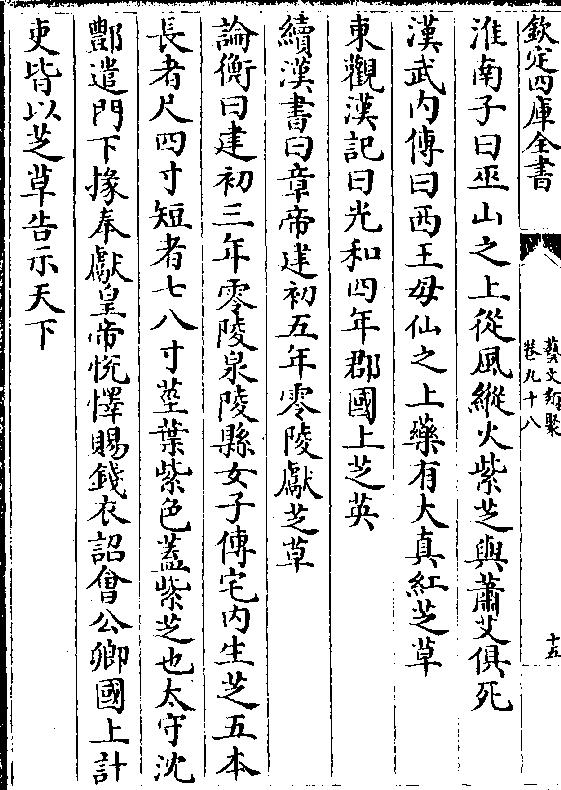 欽定四庫全書
藝文類聚
卷九十八
十五
淮南子曰巫山之上從風縱火紫芝與蕭艾俱死
漢武內傳曰西王母仙之上藥有大真紅芝草
東觀漢記曰光和四年郡國上芝英
續漢書曰章帝建初五年零陵獻芝草
論衡曰建初三年零陵泉陵縣女子傅宅內生芝五本
長者尺四寸短者七八寸莖葉紫色蓋紫芝也太守沈
酆遣門下掾奉獻皇帝悅懌賜錢衣詔會公卿國上計
吏皆以芝草告示天下